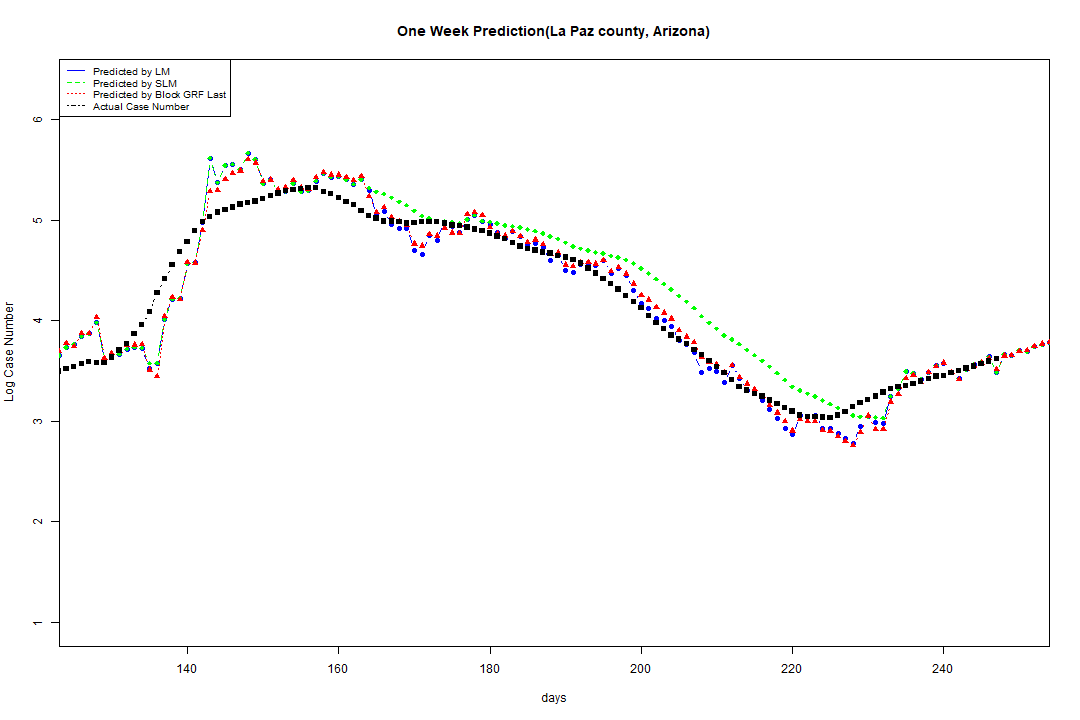 One Week Prediction(La Paz county, Arizona)
Predicted by LM
Predicted by SLM
Predicted by Block GRF Last
Actual Case Number
6
5
4
3
2
1
Log Case Number
140 160 180 200 220 240
days